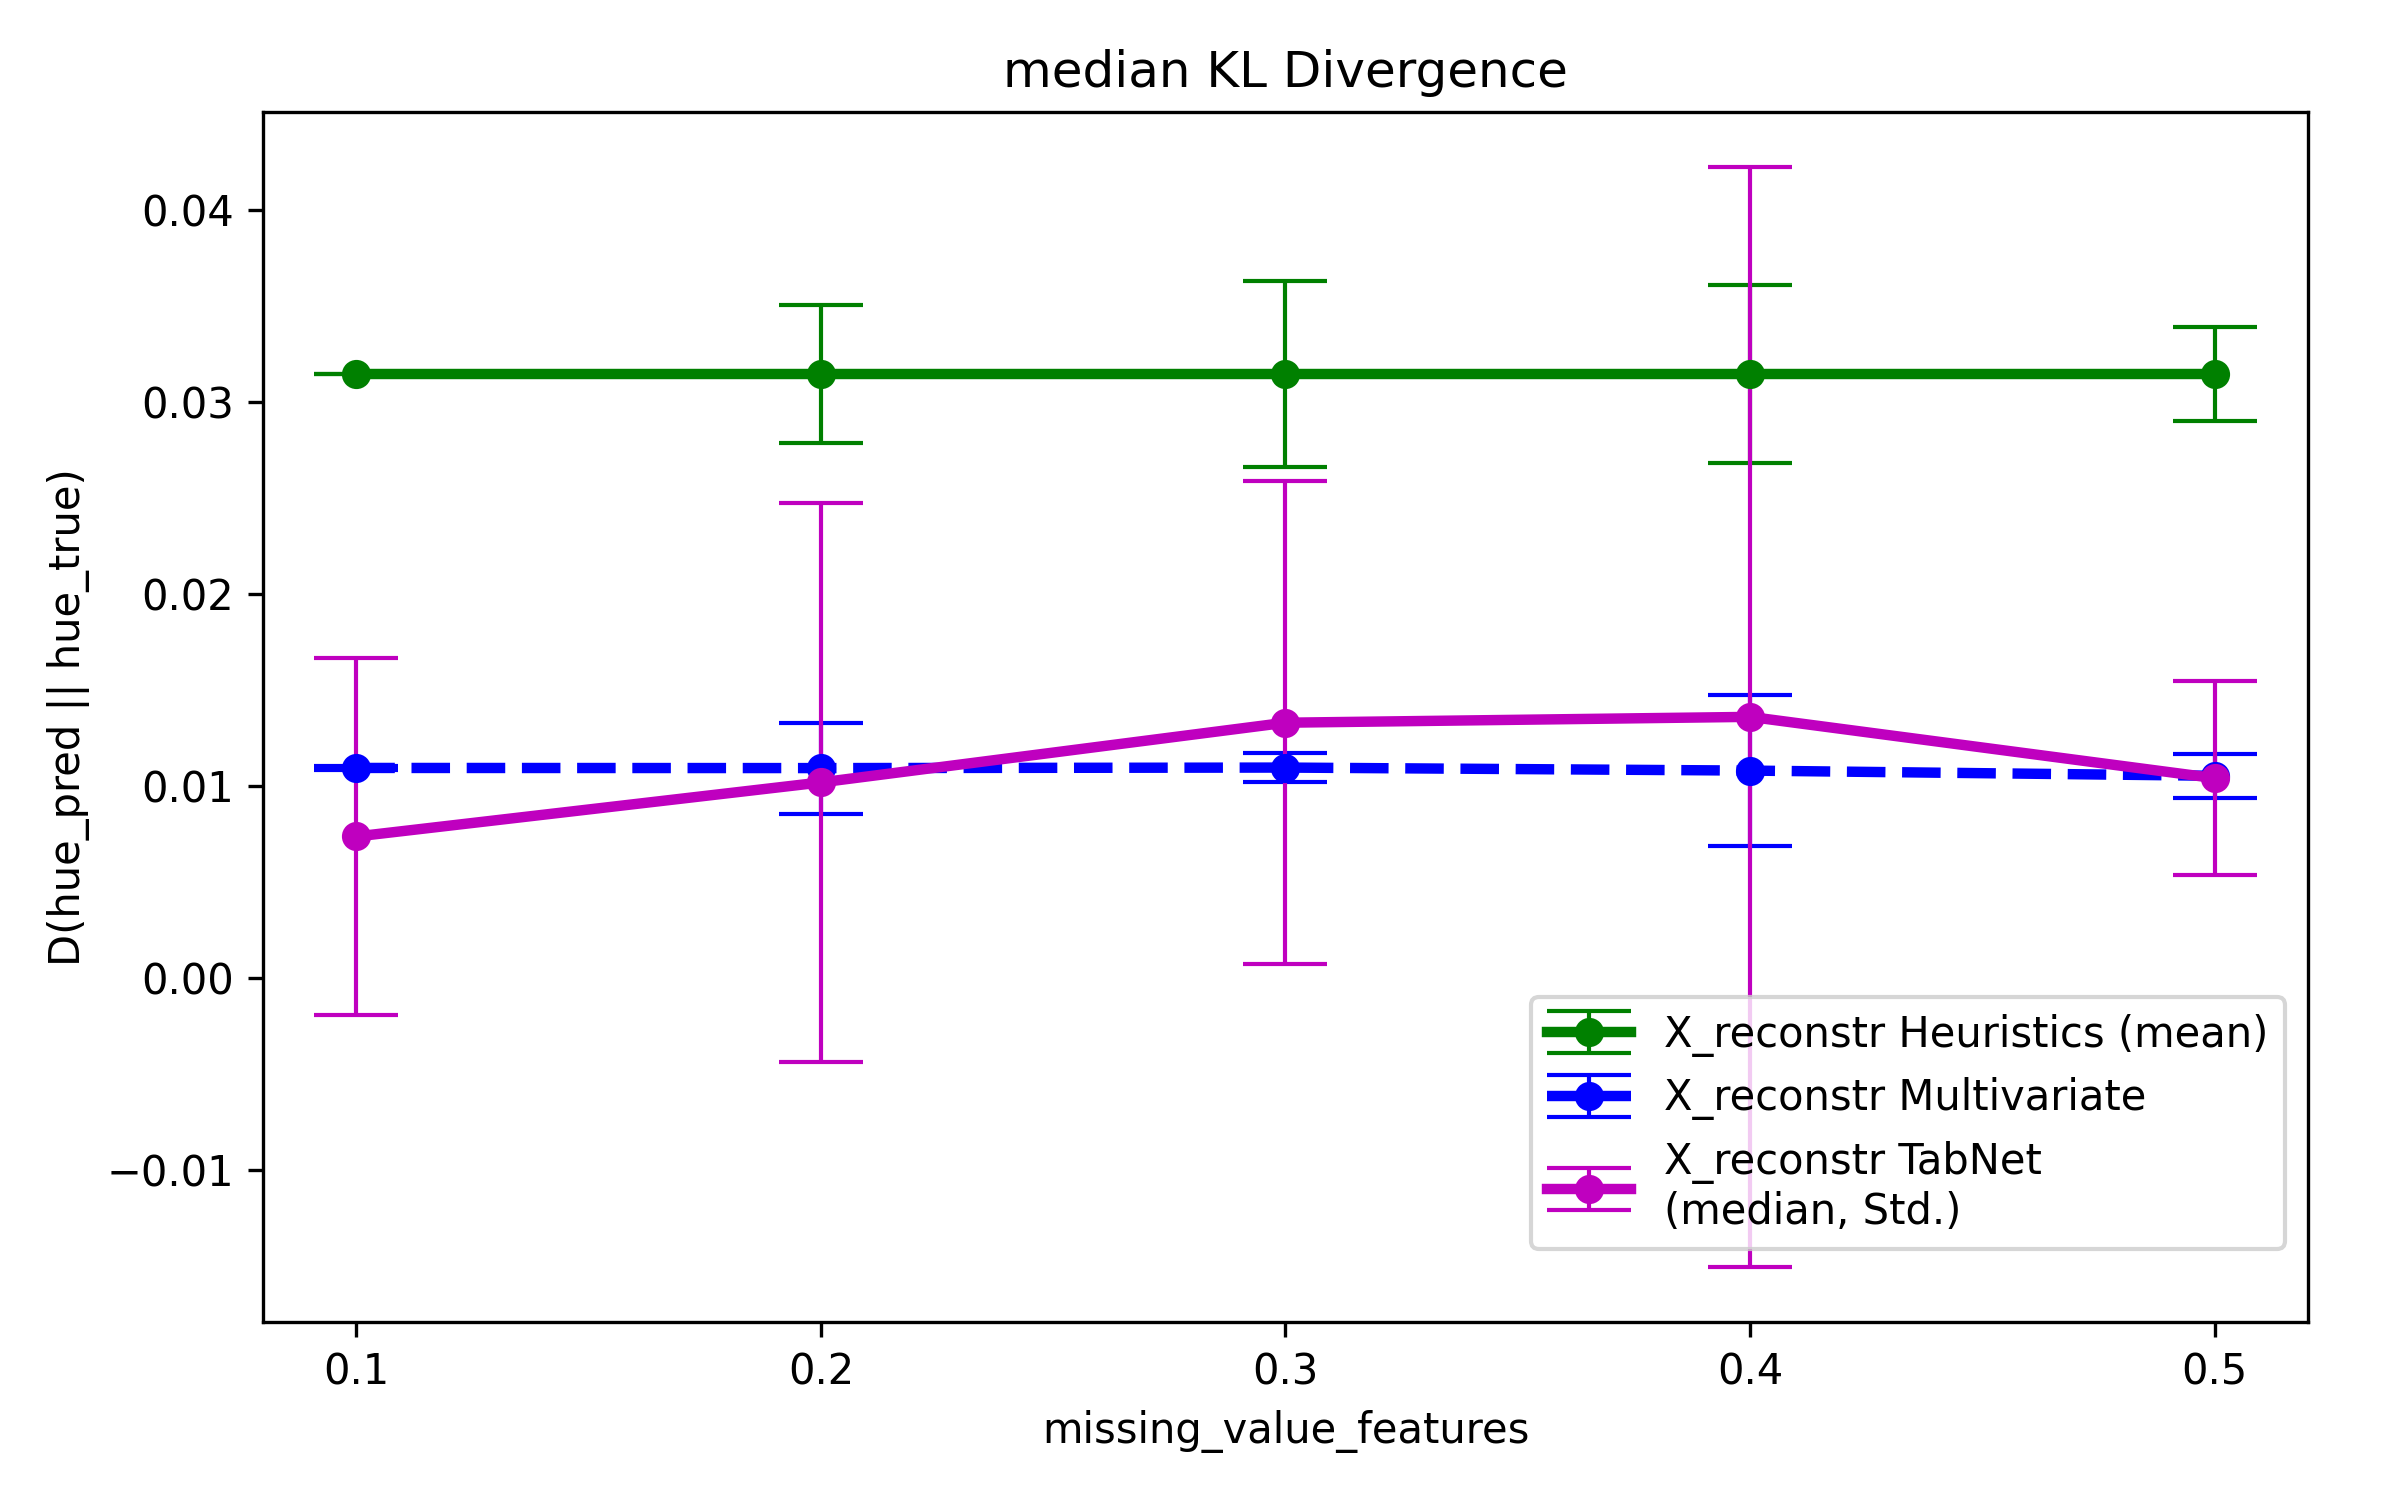 median KL Divergence
0.04
0.03
0.02
0.01
0.00
−0.01
D(hue_pred || hue_true)
0.1
0.2
0.3
0.4
0.5
missing_value_features
X_reconstr Heuristics (mean)
X_reconstr Multivariate
X_reconstr TabNet
(median, Std.)